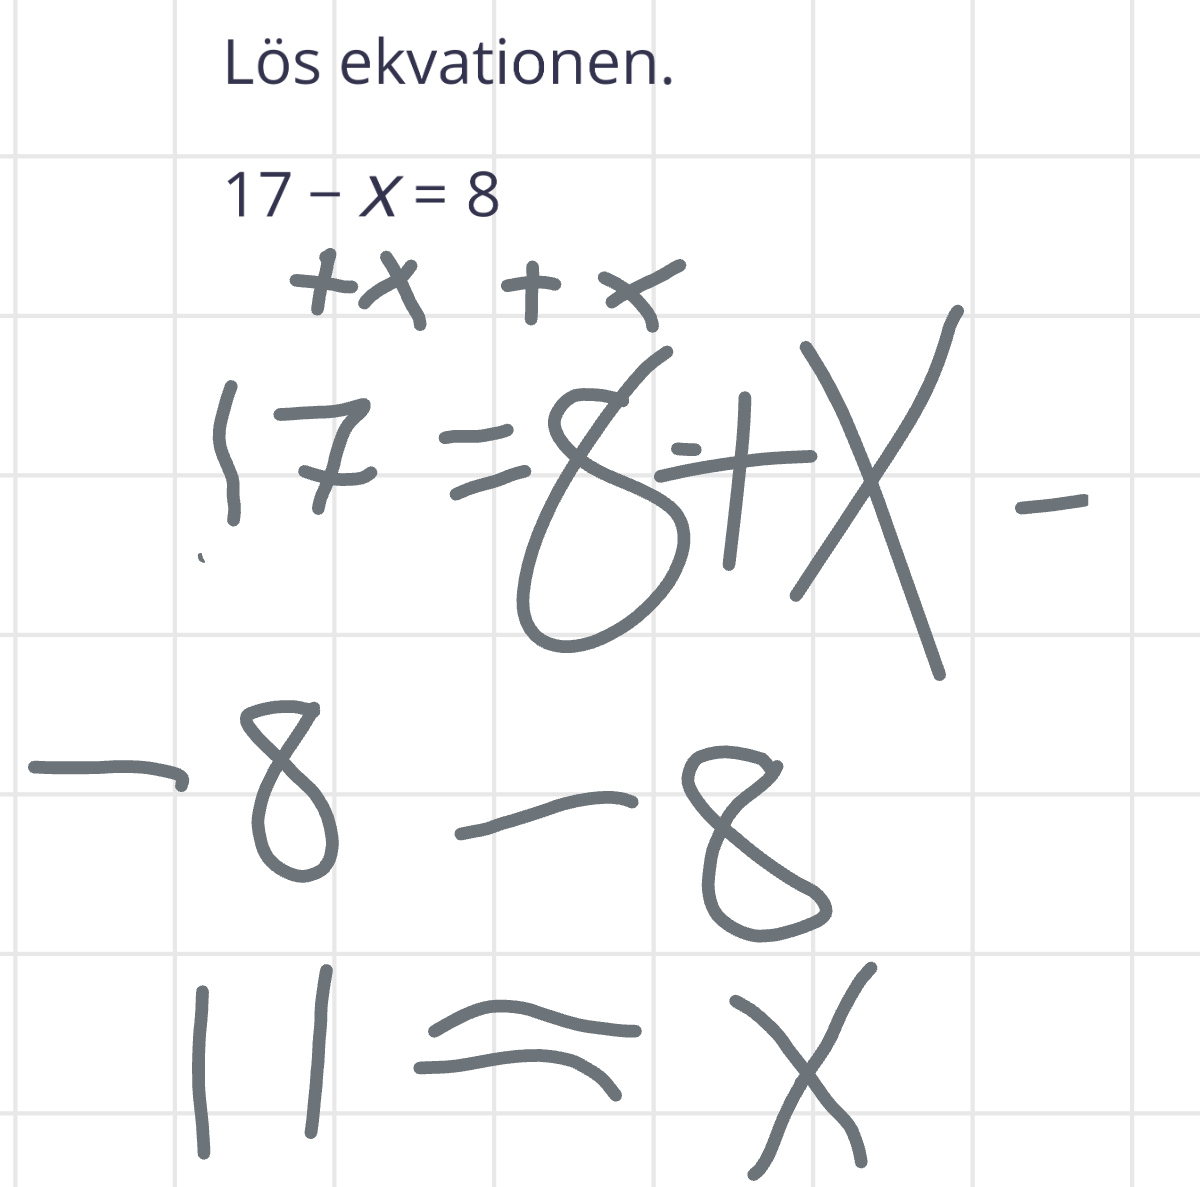 Lös ekvationen.
17 − x = 8
+x +x
17 = 8 + x -
- 8 - 8
11 = x